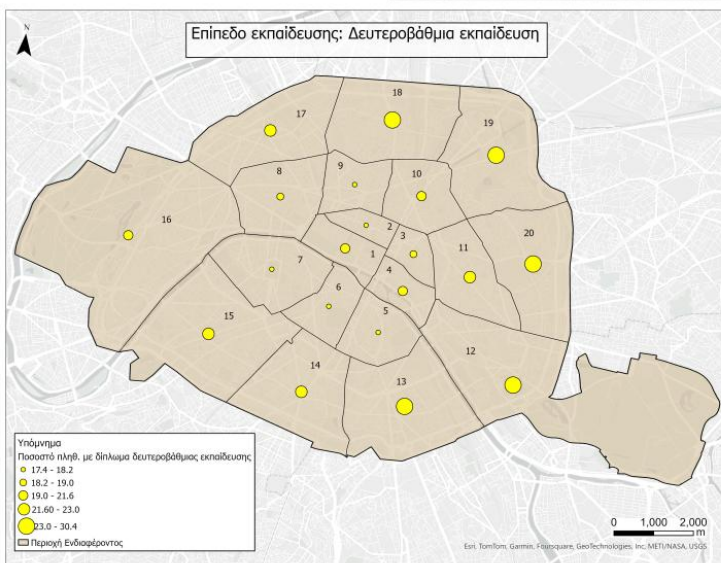 N
Επίπεδο εκπαίδευσης: Δευτεροβάθμια εκπαίδευση
18
17
19
9
10
8
16
20
2
3
11
1
7
4
6
5
15
12
14
13
Υπόμνημα
Ποσοστό πληθ. με δίπλωμα δευτεροβάθμιας εκπαίδευσης
17.4 - 18.2
18.2 - 19.0
19.0 - 21.6
21.60 - 23.0
23.0 - 30.4
Περιοχή Ενδιαφέροντος
0 1,000 2,000
m
Esri, TomTom, Garmin, Foursquare, GeoTechnologies, Inc, METI/NASA, USGS